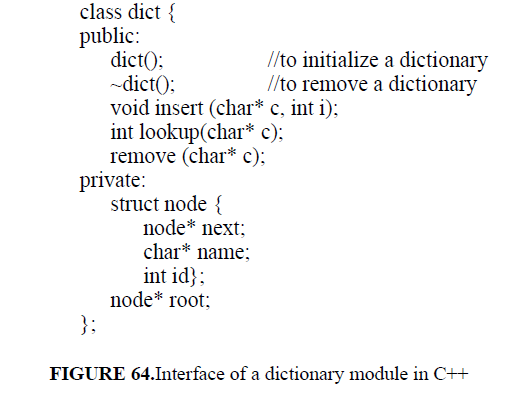 class dict {
public:
dict(); //to initialize a dictionary
~dict(); //to remove a dictionary
void insert (char* c, int i);
int lookup(char* c);
remove (char* c);
private:
struct node {
node* next;
char* name;
int id};
node* root;
};
FIGURE 64.Interface of a dictionary module in C++